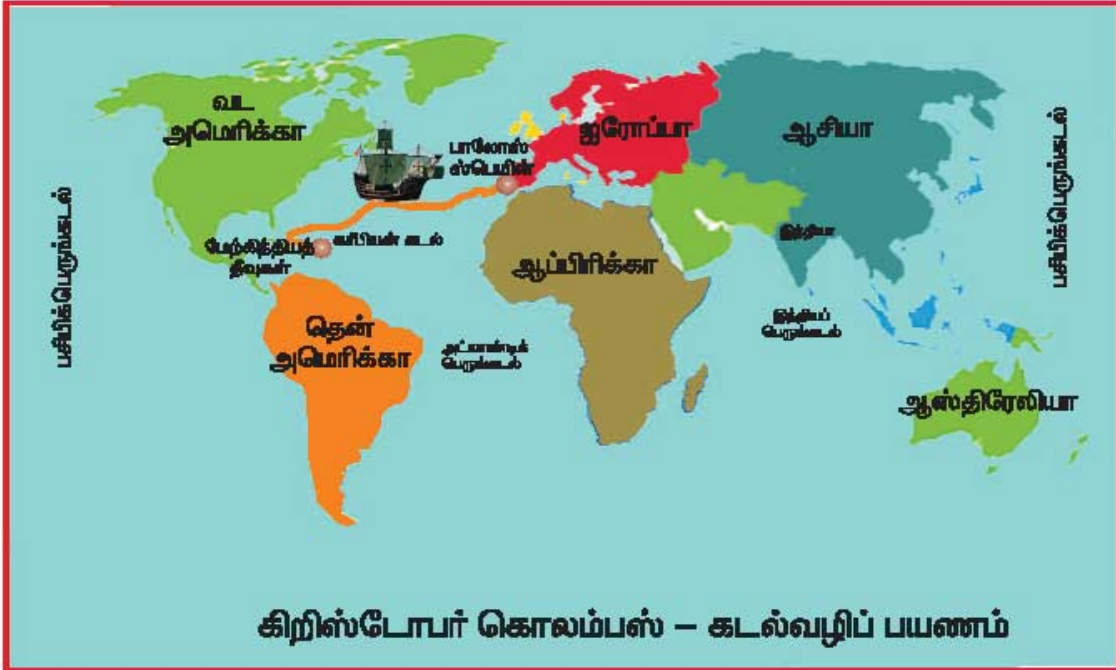 வட
அமெரிக்கா
ஐரோப்பா
ஆசியா
பாலோஸ்
ஸ்பெயின்
பசிபிக்பெருங்கடல்
பசிபிக்பெருங்கடல்
மேற்கிந்தியத்
தீவுகள்
கரீபியன் கடல்
ஆப்பிரிக்கா
இந்தியா
தென்
அமெரிக்கா
அட்லாண்டிக்
பெருங்கடல்
இந்தியப்
பெருங்கடல்
ஆஸ்திரேலியா
கிறிஸ்டோபர் கொலம்பஸ் – கடல்வழிப் பயணம்